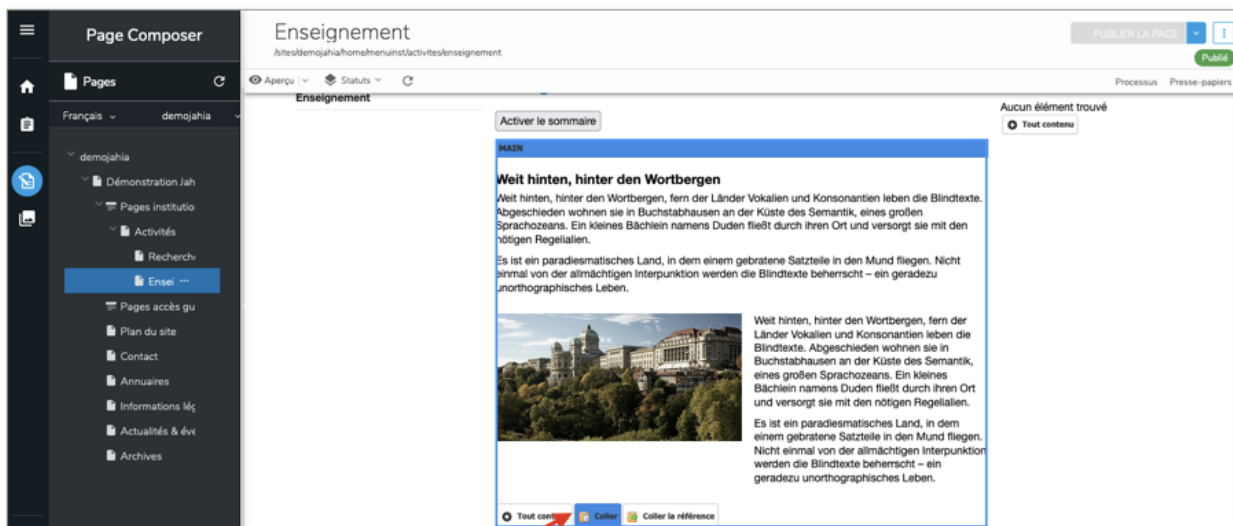 Page Composer
Enseignement
/sites/demojahia/home/menuinst/activites/enseignement
PUBLIER LA PAGE
Publié
Pages
Aperçu
Statuts
Processus Presse-papiers
Français demojahia
demojahia
Démonstration Jah
Pages institutio
Activités
Recherch
Ensei ...
Pages accès gu
Plan du site
Contact
Annuaires
Informations lég
Actualités & éve
Archives
Enseignement
Activer le sommaire
MAIN
Weit hinten, hinter den Wortbergen
Weit hinten, hinter den Wortbergen, fern der Länder Vokalien und Konsonantien leben die Blindtexte.
Abgeschieden wohnen sie in Buchstabhausen an der Küste des Semantik, eines großen
Sprachozeans. Ein kleines Bächlein namens Duden fließt durch ihren Ort und versorgt sie mit den
nötigen Regelialien.
Es ist ein paradiesmatisches Land, in dem einem gebratene Satzteile in den Mund fliegen. Nicht
einmal von der allmächtigen Interpunktion werden die Blindtexte beherrscht – ein geradezu
unorthographisches Leben.
Weit hinten, hinter den Wortbergen, fern der
Länder Vokalien und Konsonantien leben die
Blindtexte. Abgeschieden wohnen sie in
Buchstabhausen an der Küste des Semantik,
eines großen Sprachozeans. Ein kleines
Bächlein namens Duden fließt durch ihren Ort
und versorgt sie mit den nötigen Regelialien.
Es ist ein paradiesmatisches Land, in dem
einem gebratene Satzteile in den Mund fliegen.
Nicht einmal von der allmächtigen Interpunktion
werden die Blindtexte beherrscht – ein
geradezu unorthographisches Leben.
Tout cont Coller Coller la référence
Aucun élément trouvé
Tout contenu